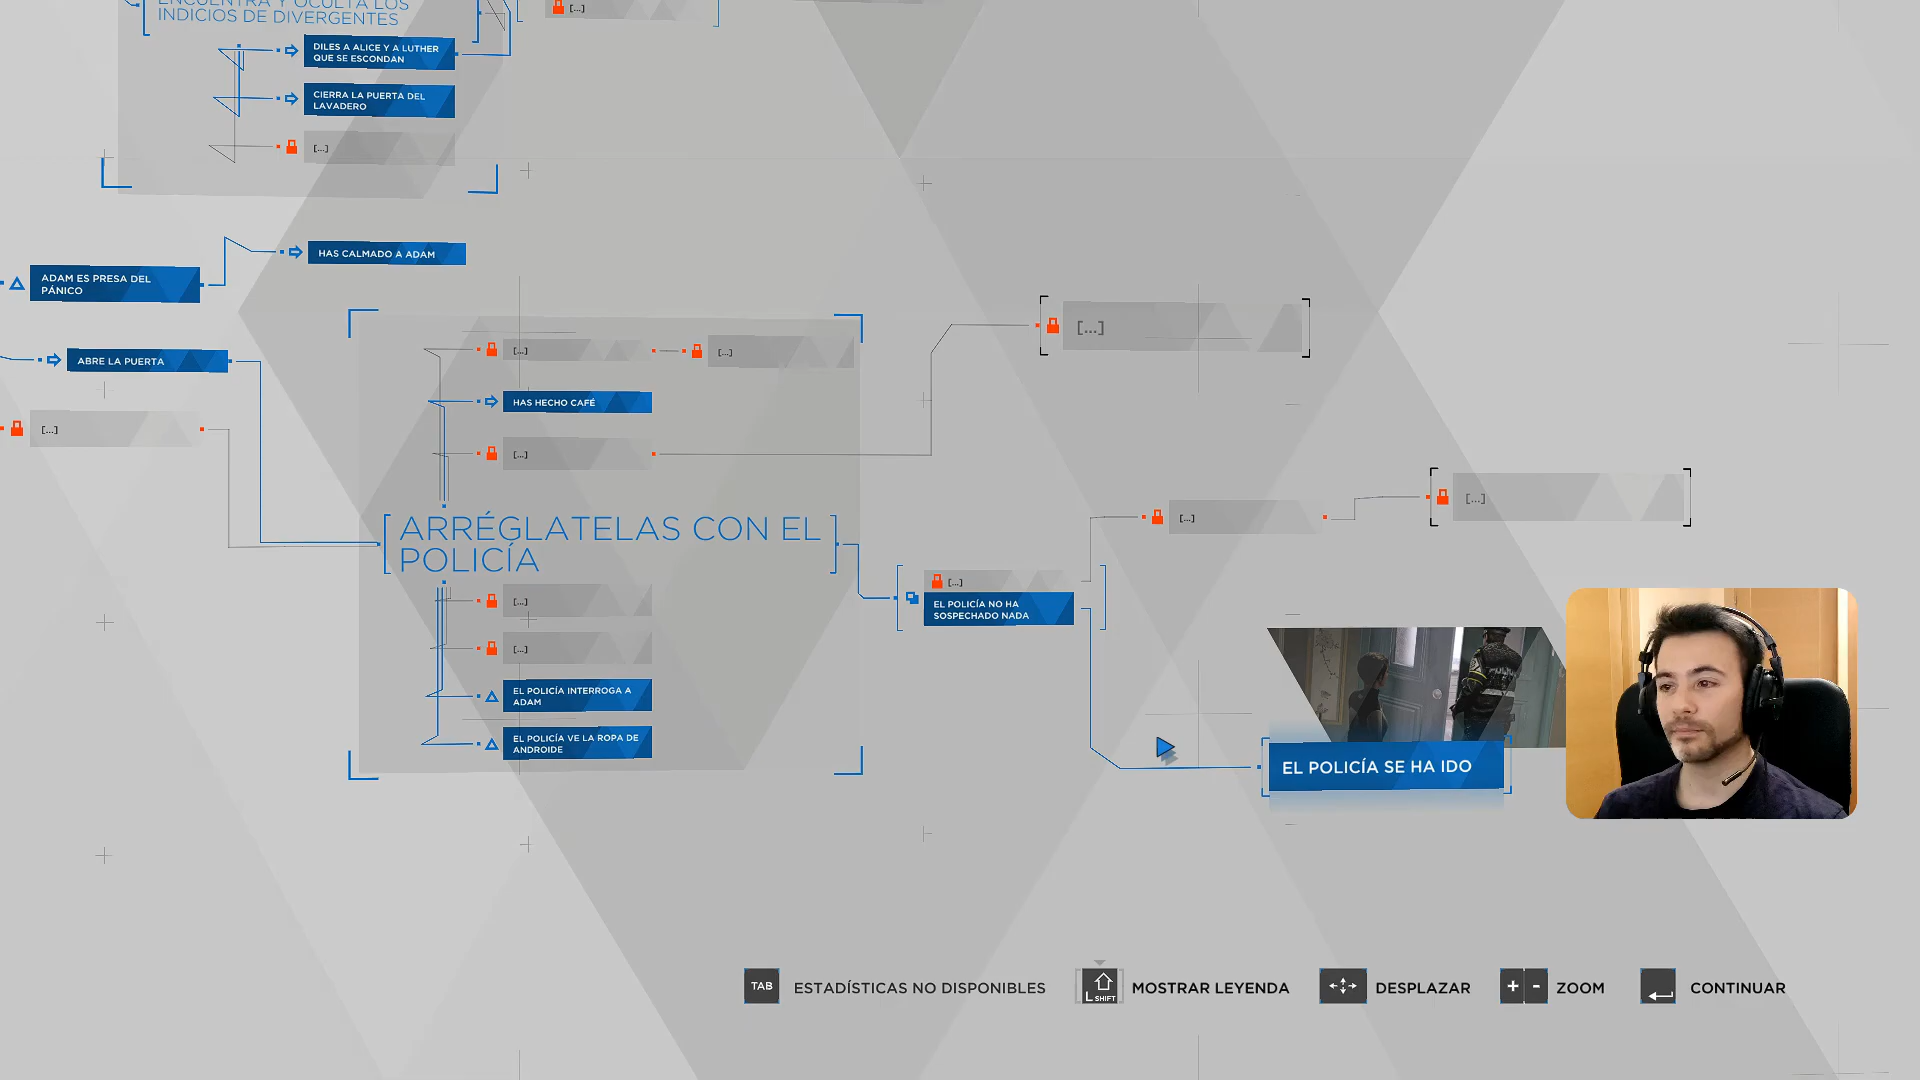 ENCUENTRA Y OCULTA LOS
INDICIOS DE DIVERGENTES
[...]
DILES A ALICE Y A LUTHER
QUE SE ESCONDAN
CIERRA LA PUERTA DEL
LAVADERO
[...]
HAS CALMADO A ADAM
ADAM ES PRESA DEL
PÁNICO
[...]
ABRE LA PUERTA
[...]
[...]
HAS HECHO CAFÉ
[...]
[...]
[...]
ARRÉGLATELAS CON EL
POLICÍA
[...]
[...]
EL POLICÍA NO HA
SOSPECHADO NADA
[...]
[...]
EL POLICÍA INTERROGA A
ADAM
EL POLICÍA VE LA ROPA DE
ANDROIDE
EL POLICÍA SE HA IDO
TAB ESTADÍSTICAS NO DISPONIBLES L SHIFT MOSTRAR LEYENDA DESPLAZAR + - ZOOM CONTINUAR